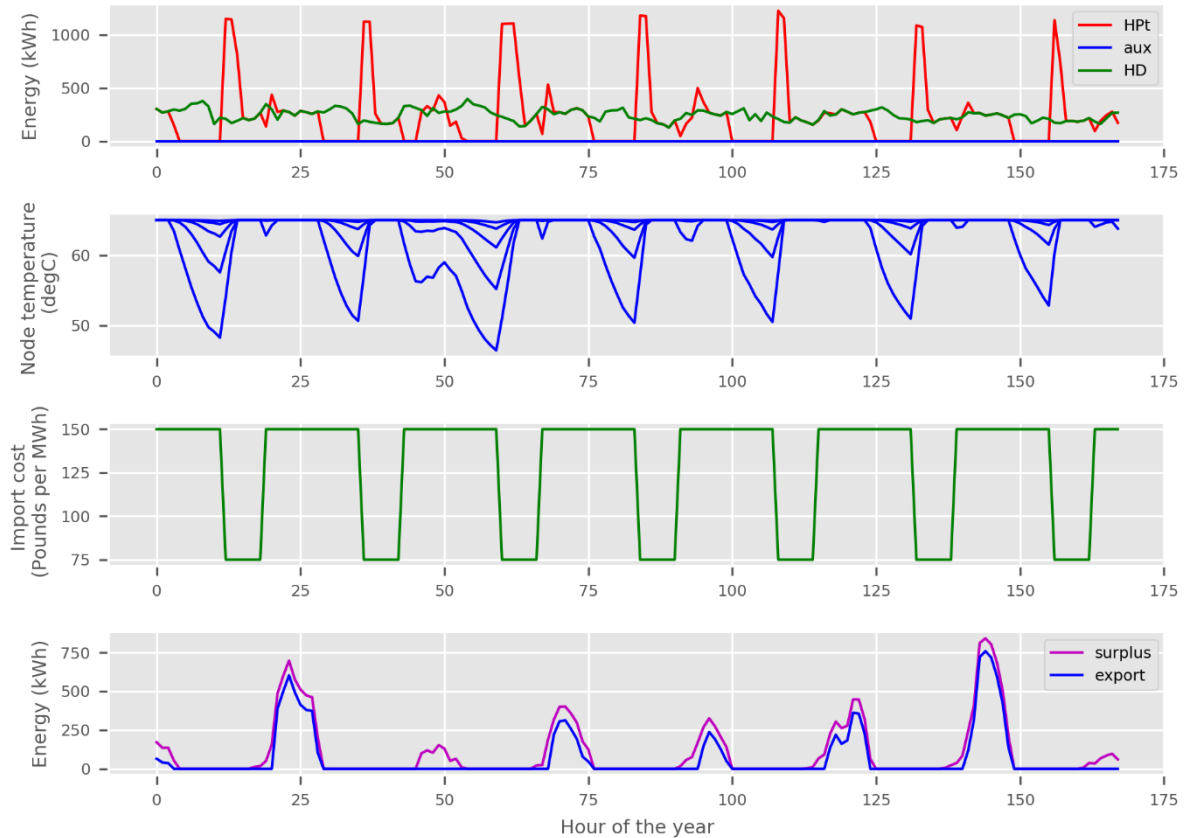 Energy (kWh)
1000
500
0
HPt
aux
HD
0 25 50 75 100 125 150 175
Node temperature
(degC)
60
50
0 25 50 75 100 125 150 175
Import cost
(Pounds per MWh)
150
125
100
75
0 25 50 75 100 125 150 175
Energy (kWh)
750
500
250
0
surplus
export
0 25 50 75 100 125 150 175
Hour of the year